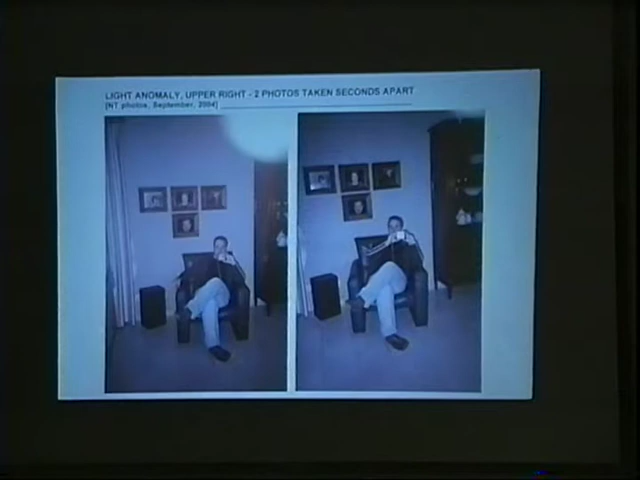 LIGHT ANOMALY, UPPER RIGHT - 2 PHOTOS TAKEN SECONDS APART
[NT photos, September, 2004]